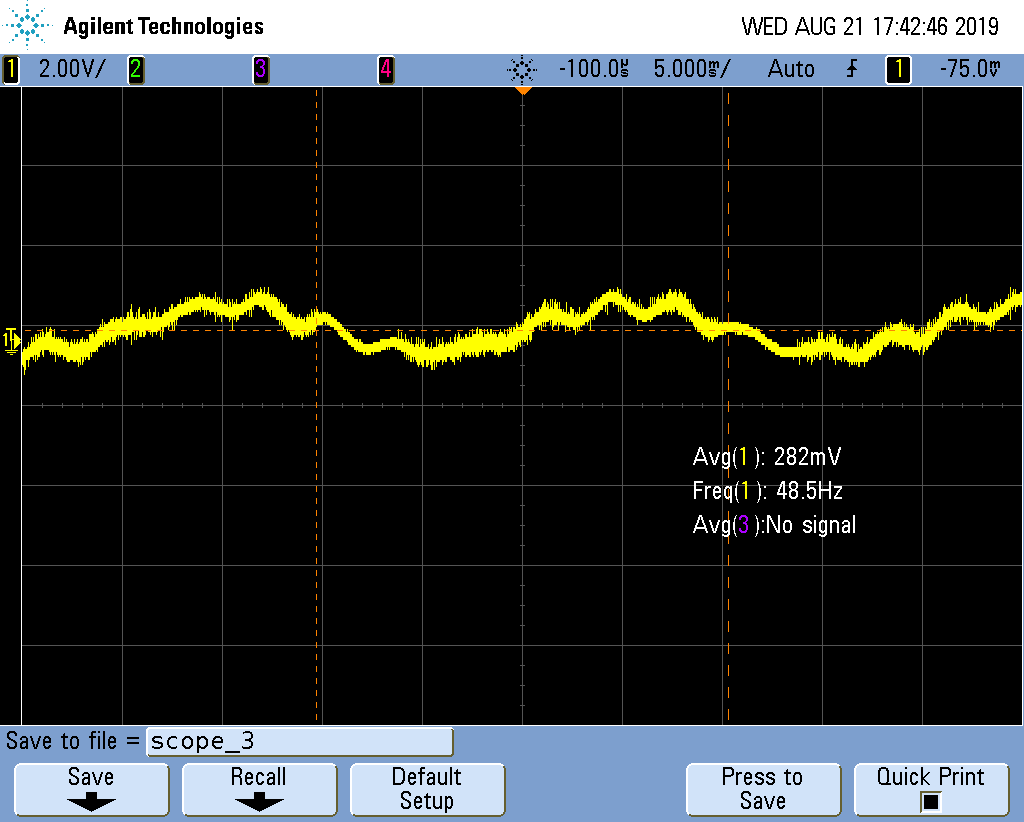 Agilent Technologies WED AUG 21 17:42:46 2019
1 2.00V/ 2 3 4 -100.0µs 5.000ms/ Auto 1 -75.0mV
1
Avg(1): 282mV
Freq(1): 48.5Hz
Avg(3):No signal
Save to file = scope_3
Save Recall Default Setup Press to Save Quick Print